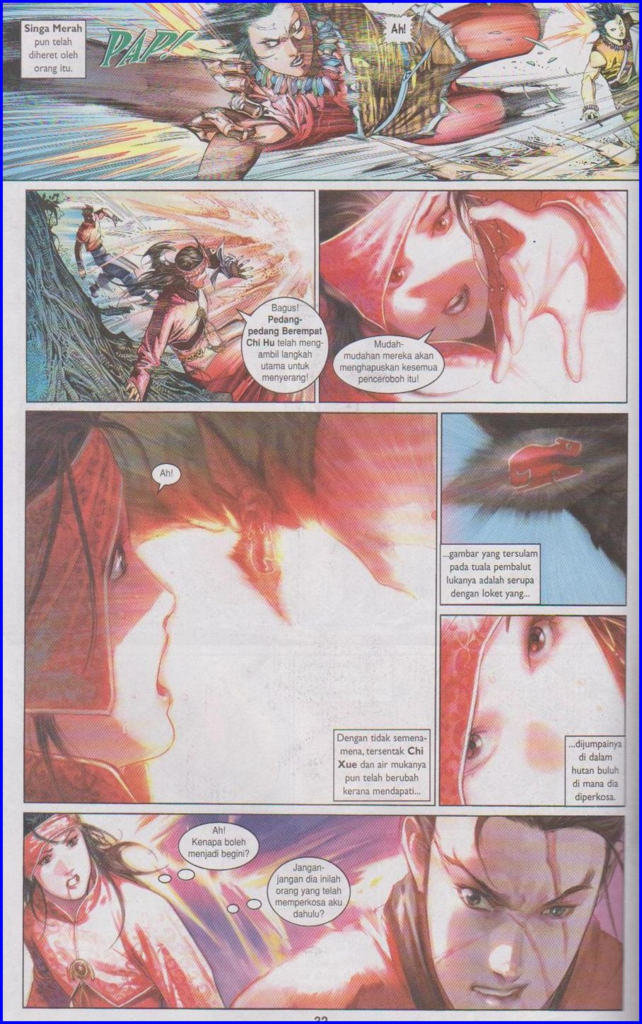 Singa Merah
pun telah
diheret oleh
orang itu.
PAP!
Ah!
Bagus!
Pedang-
pedang Berempat
Chi Hu telah meng-
ambil langkah
utama untuk
menyerang!
Mudah-
mudahan mereka akan
menghapuskan kesemua
penceroboh itu!
Ah!
Dengan tidak semena-
mena, tersentak Chi
Xue dan air mukanya
pun telah berubah
kerana mendapati...
...gambar yang tersulam
pada tuala pembalut
lukanya adalah serupa
dengan loket yang...
...dijumpainya
di dalam
hutan buluh
di mana dia
diperkosa.
Ah!
Kenapa boleh
menjadi begini?
Jangan-
jangan dia inilah
orang yang telah
memperkosa aku
dahulu?